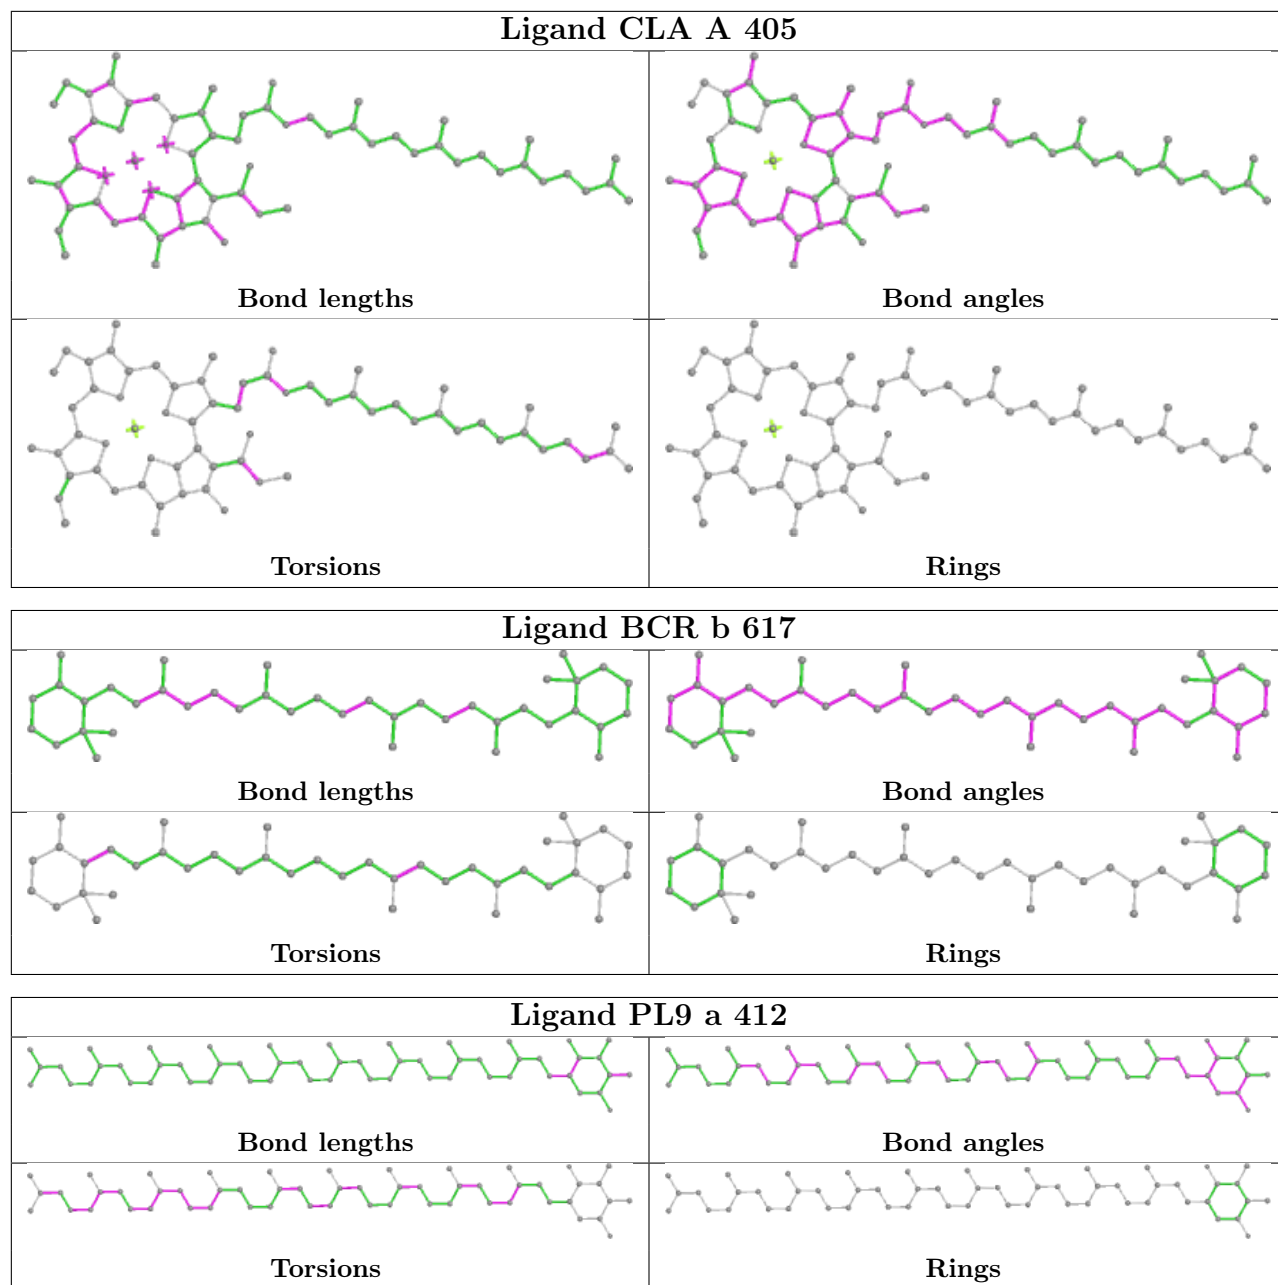 Ligand CLA A 405
Bond lengths Bond angles
Torsions Rings
Ligand BCR b 617
Bond lengths Bond angles
Torsions Rings
Ligand PL9 a 412
Bond lengths Bond angles
Torsions Rings